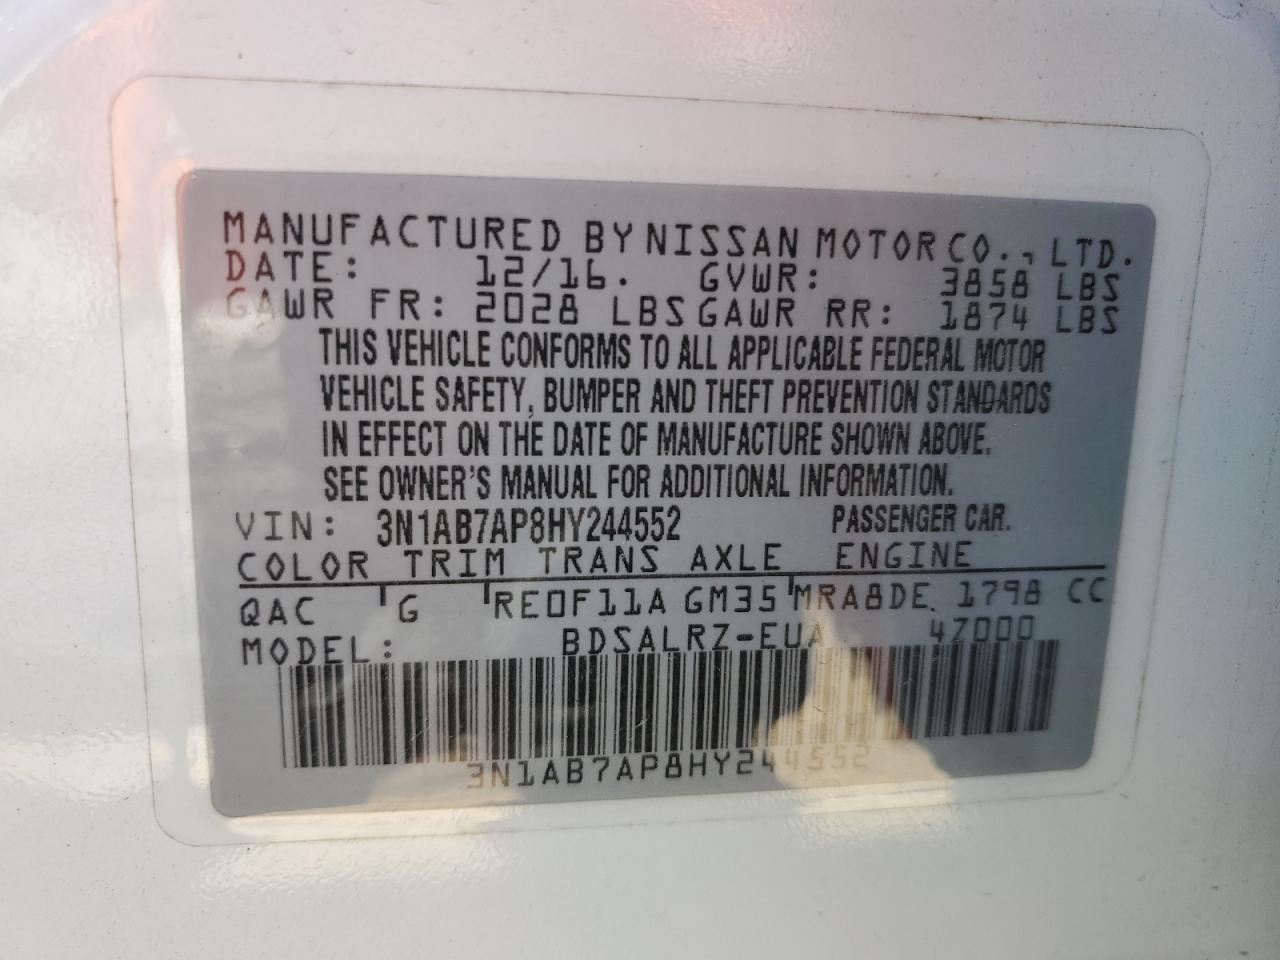 MANUFACTURED BY NISSAN MOTOR CO., LTD.
DATE: 12/16. GVWR: 3858 LBS
GAWR FR: 2028 LBS GAWR RR: 1874 LBS
THIS VEHICLE CONFORMS TO ALL APPLICABLE FEDERAL MOTOR
VEHICLE SAFETY, BUMPER AND THEFT PREVENTION STANDARDS
IN EFFECT ON THE DATE OF MANUFACTURE SHOWN ABOVE.
SEE OWNER'S MANUAL FOR ADDITIONAL INFORMATION.
VIN: 3N1AB7AP8HY244552 PASSENGER CAR.
COLOR TRIM TRANS AXLE ENGINE
QAC G RE0F11A GM35 MRA8DE. 1798 CC
MODEL: BDSALRZ-EUA 4Z000
3N1AB7AP8HY244552